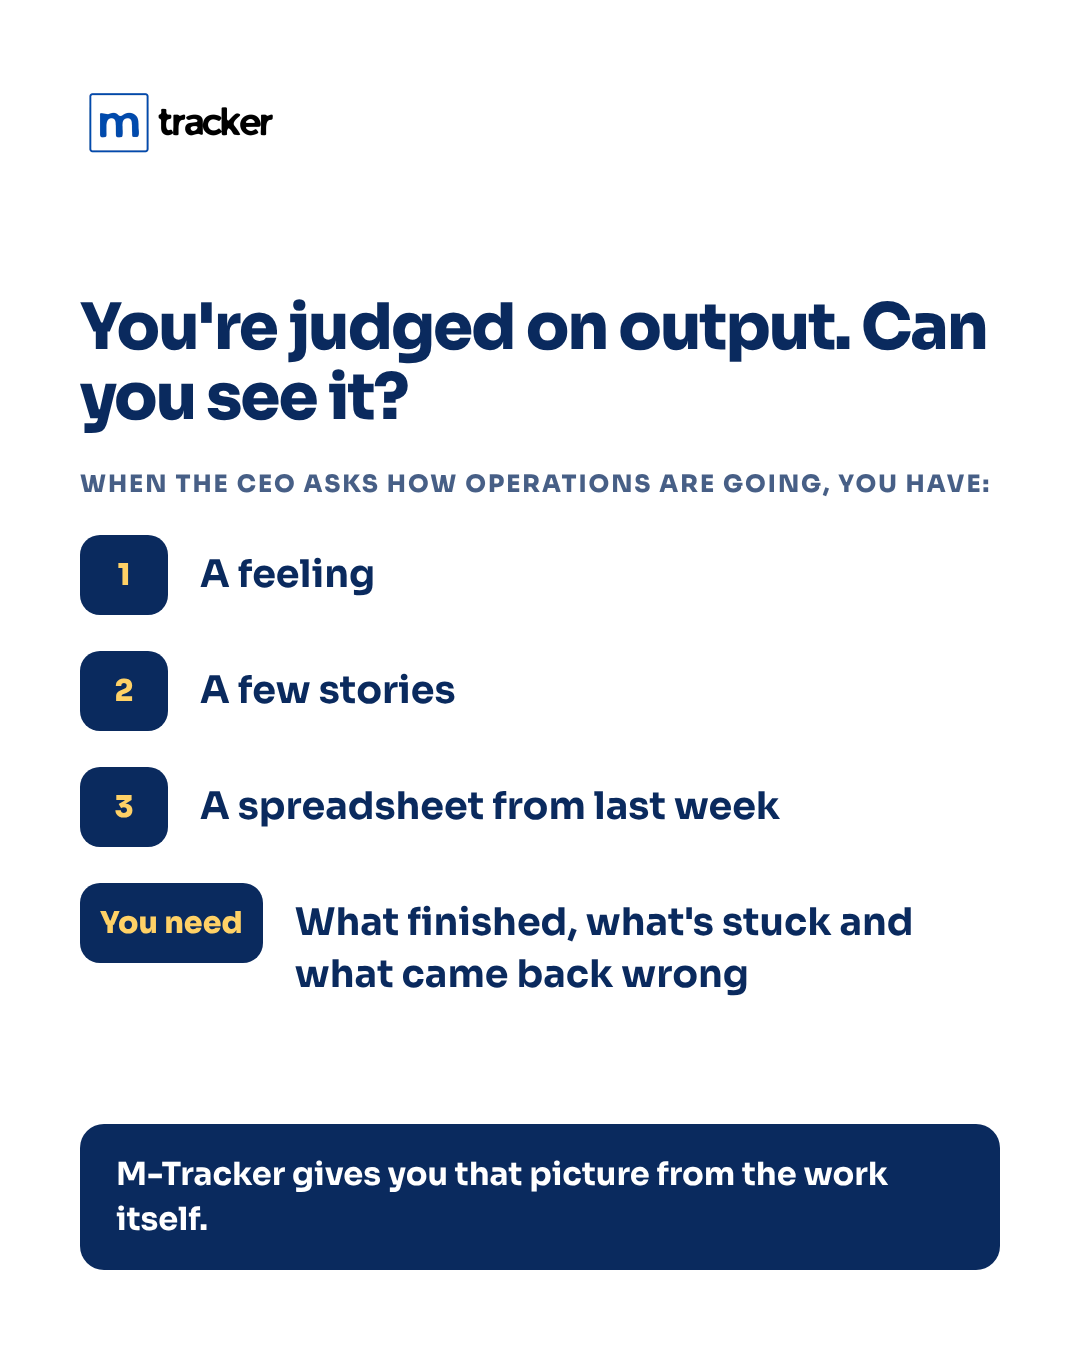 m tracker
You're judged on output. Can
you see it?
WHEN THE CEO ASKS HOW OPERATIONS ARE GOING, YOU HAVE:
1 A feeling
2 A few stories
3 A spreadsheet from last week
You need What finished, what's stuck and
what came back wrong
M-Tracker gives you that picture from the work
itself.